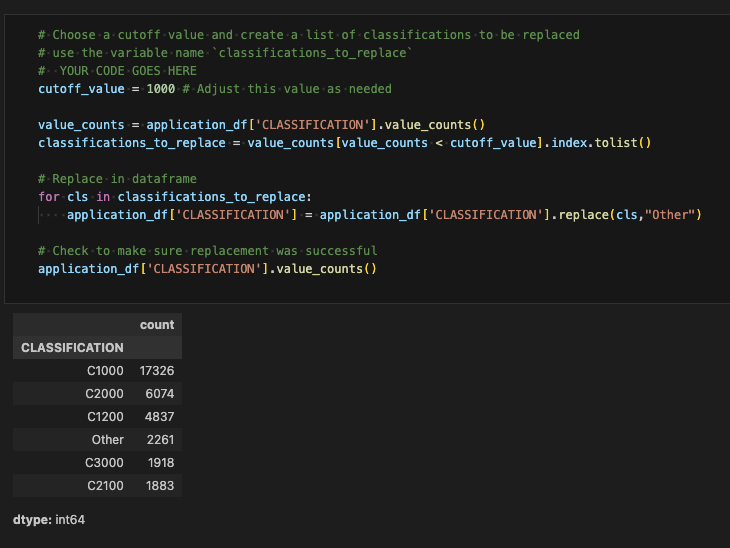 # Choose a cutoff value and create a list of classifications to be replaced
# use the variable name `classifications_to_replace`
#  YOUR CODE GOES HERE
cutoff_value = 1000 # Adjust this value as needed
value_counts = application_df['CLASSIFICATION'].value_counts()
classifications_to_replace = value_counts[value_counts < cutoff_value].index.tolist()
# Replace in dataframe
for cls in classifications_to_replace:
    application_df['CLASSIFICATION'] = application_df['CLASSIFICATION'].replace(cls,"Other")
# Check to make sure replacement was successful
application_df['CLASSIFICATION'].value_counts()
count
CLASSIFICATION
C1000 17326
C2000 6074
C1200 4837
Other 2261
C3000 1918
C2100 1883
dtype: int64